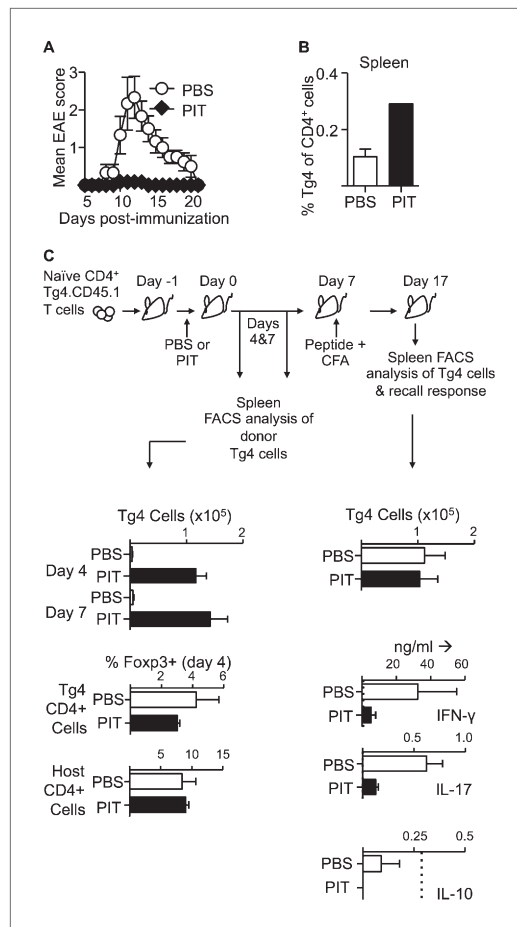 A
Mean EAE score
3
2
1
PBS
PIT
5 10 15 20
Days post-immunization
B
Spleen
% Tg4 of CD4+ cells
0.4
0.2
PBS PIT
C
Naïve CD4+
Tg4.CD45.1
T cells
Day -1
Day 0
Day 7
Day 17
PBS or
PIT
Days
4&7
Peptide +
CFA
Spleen FACS
analysis of Tg4 cells
& recall response
Spleen
FACS analysis of
donor
Tg4 cells
Tg4 Cells (x10⁵)
0 1 2
PBS
Day 4
PIT
PBS
Day 7
PIT
% Foxp3+ (day 4)
0 2 4 6
Tg4
CD4+
Cells
PBS
PIT
5 10 15
Host
CD4+
Cells
PBS
PIT
Tg4 Cells (x10⁵)
0 1 2
PBS
PIT
ng/ml →
20 40 60
PBS
PIT
IFN-γ
0.5 1.0
PBS
PIT
IL-17
0.25 0.5
PBS
PIT
IL-10